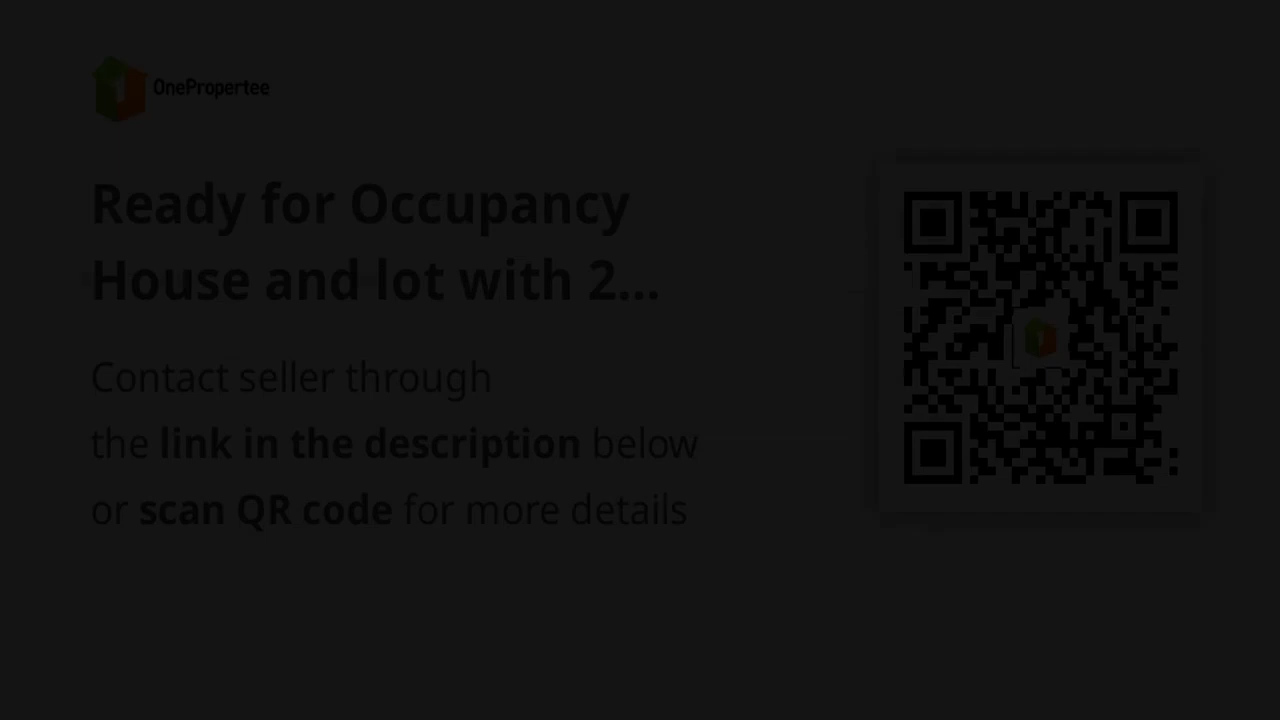 OnePropertee
Ready for Occupancy
House and lot with 2...
Contact seller through
the link in the description below
or scan QR code for more details